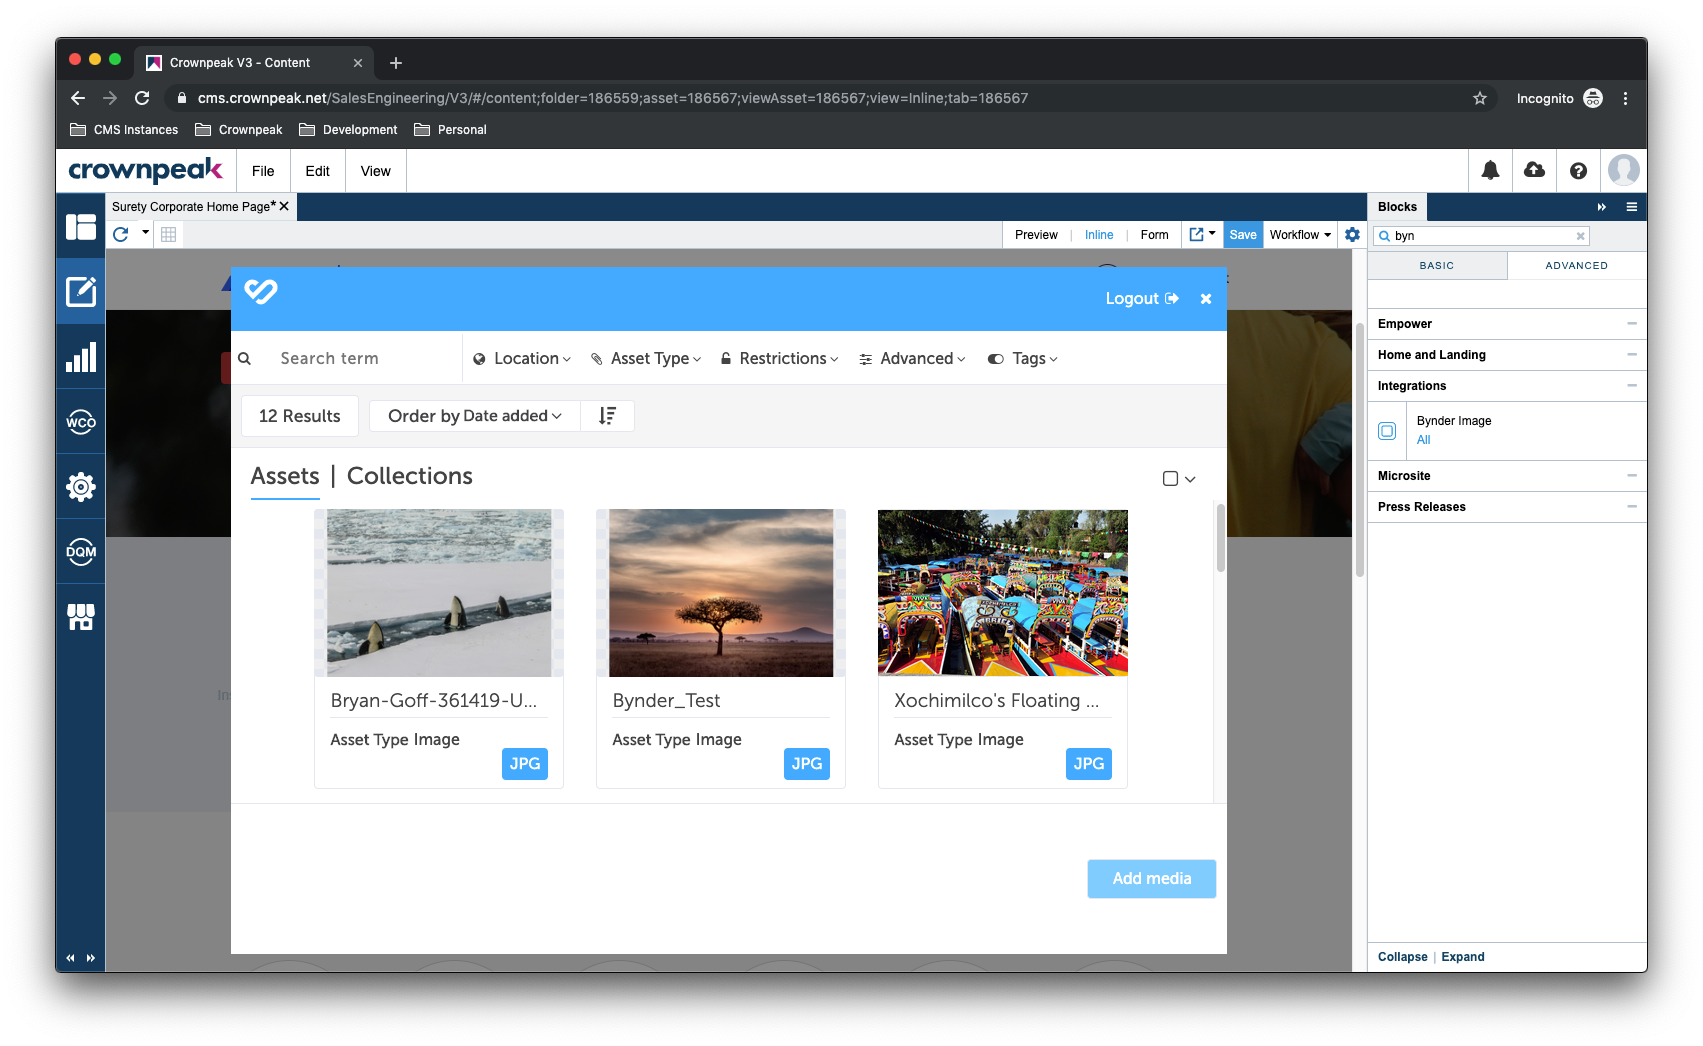 Crownpeak V3 - Content
cms.crownpeak.net/SalesEngineering/V3/#/content;folder=186559;asset=186567;viewAsset=186567;view=Inline;tab=186567
Incognito
CMS Instances Crownpeak Development Personal
crownpeak File Edit View
Surety Corporate Home Page*
Blocks
Preview | Inline | Form Save Workflow
byn
BASIC ADVANCED
Logout
Search term Location Asset Type Restrictions Advanced Tags
12 Results Order by Date added
Assets | Collections
Bryan-Goff-361419-U...
Asset Type Image
JPG
Bynder_Test
Asset Type Image
JPG
Xochimilco's Floating ...
Asset Type Image
JPG
Add media
WCO
DQM
Empower
Home and Landing
Integrations
Bynder Image
All
Microsite
Press Releases
Collapse | Expand